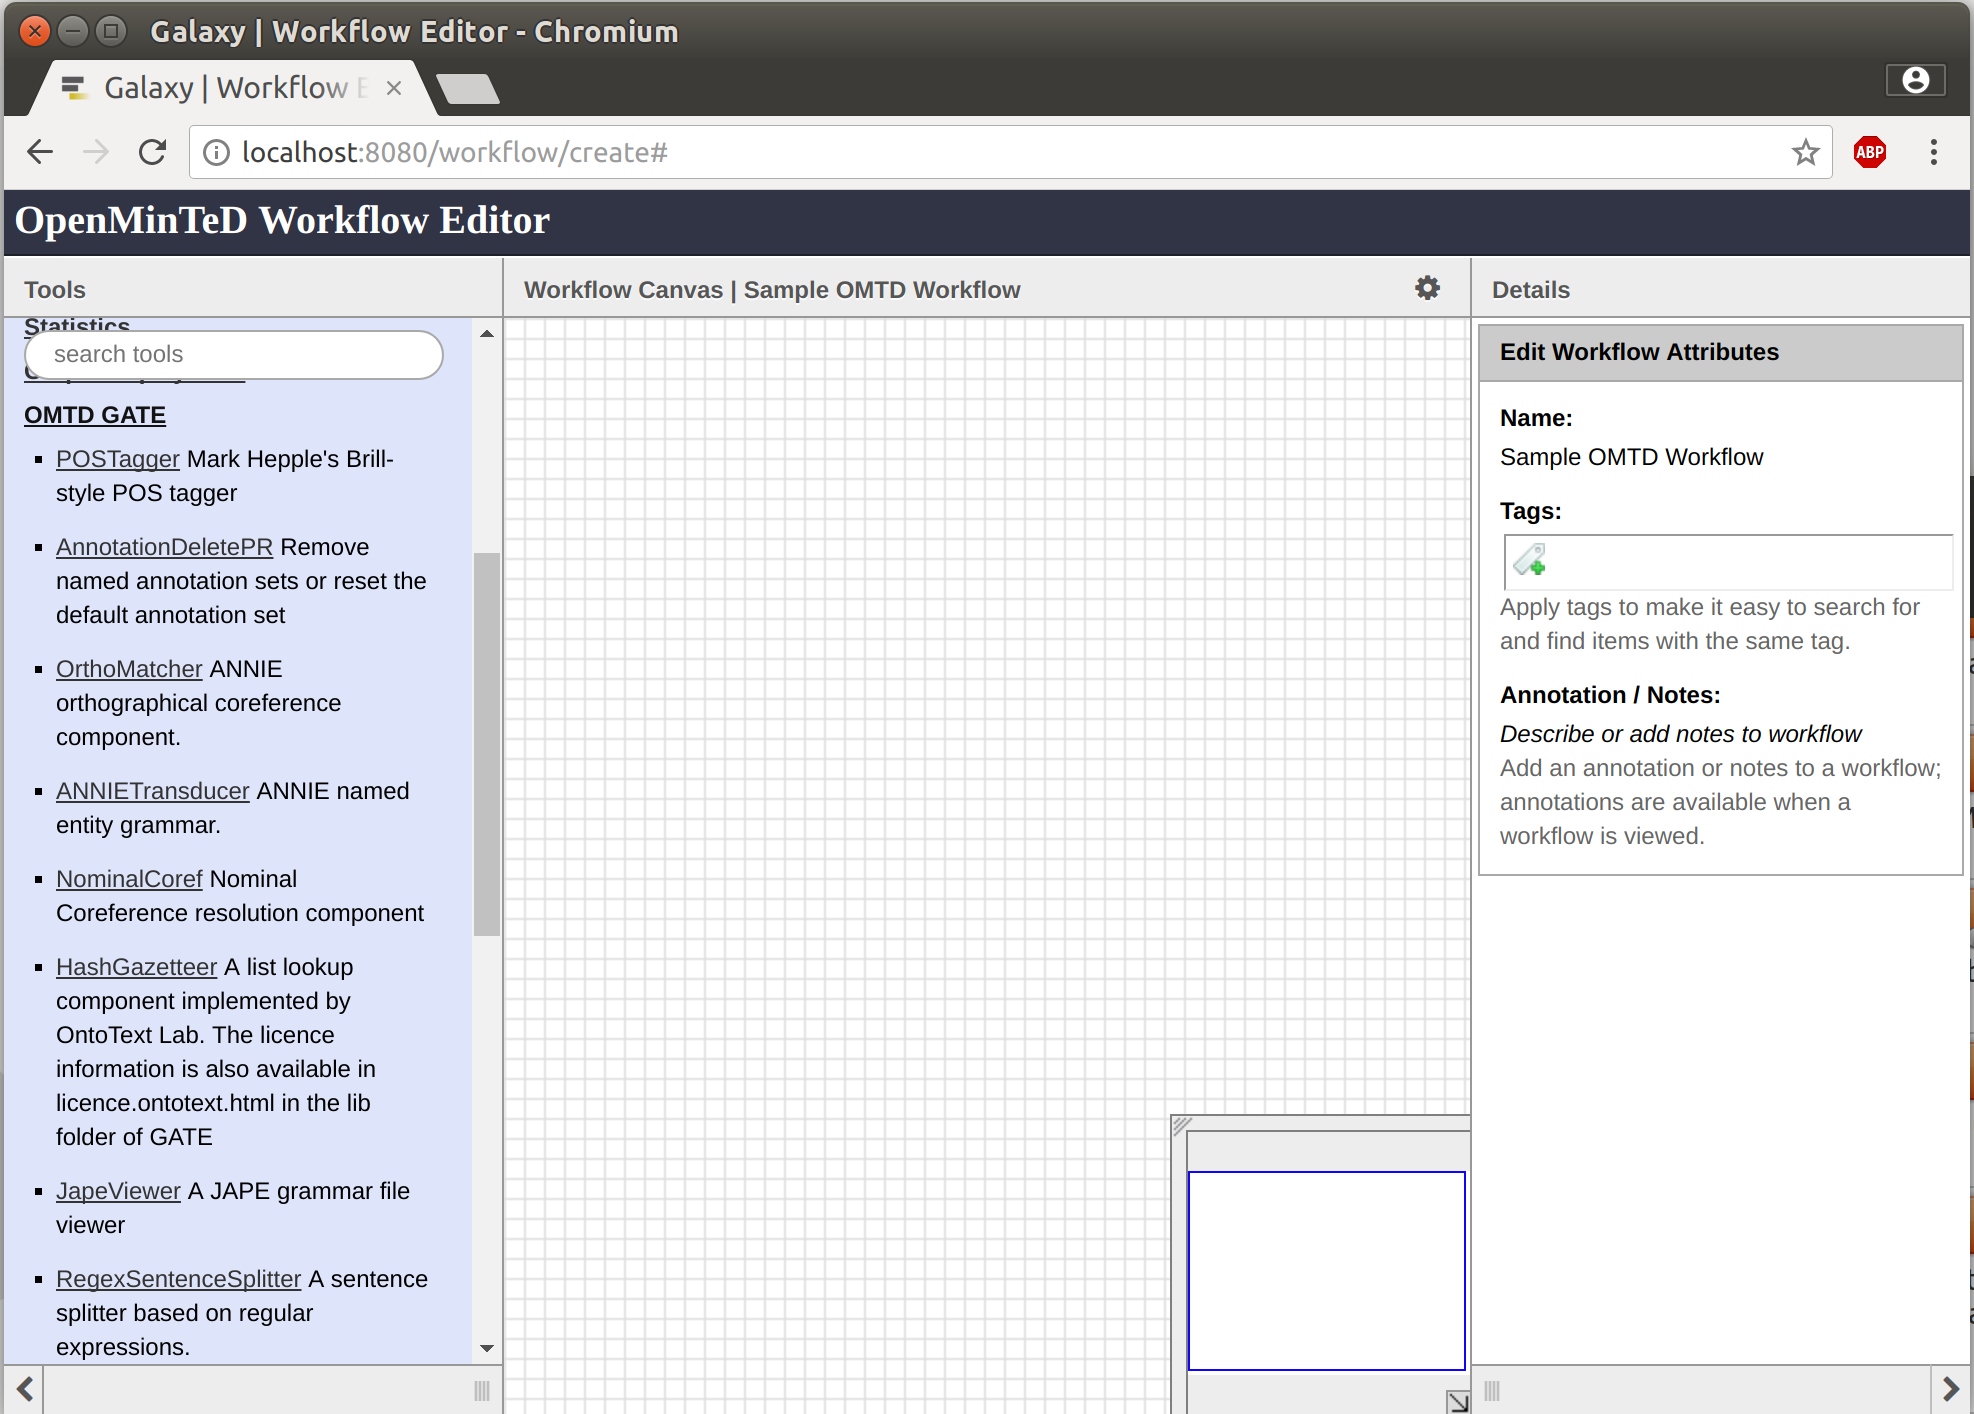 Galaxy | Workflow Editor - Chromium
Galaxy | Workflow E
localhost:8080/workflow/create#
ABP
OpenMinTeD Workflow Editor
Tools
Statistics
search tools
OMTD GATE
POSTagger Mark Hepple's Brill-
style POS tagger
AnnotationDeletePR Remove
named annotation sets or reset the
default annotation set
OrthoMatcher ANNIE
orthographical coreference
component.
ANNIETransducer ANNIE named
entity grammar.
NominalCoref Nominal
Coreference resolution component
HashGazetteer A list lookup
component implemented by
OntoText Lab. The licence
information is also available in
licence.ontotext.html in the lib
folder of GATE
JapeViewer A JAPE grammar file
viewer
RegexSentenceSplitter A sentence
splitter based on regular
expressions.
Workflow Canvas | Sample OMTD Workflow
Details
Edit Workflow Attributes
Name:
Sample OMTD Workflow
Tags:
Apply tags to make it easy to search for
and find items with the same tag.
Annotation / Notes:
Describe or add notes to workflow
Add an annotation or notes to a workflow;
annotations are available when a
workflow is viewed.